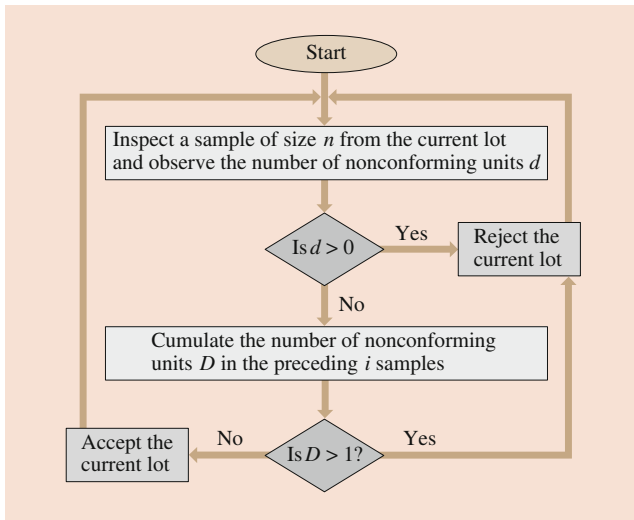 Start
Inspect a sample of size n from the current lot
and observe the number of nonconforming units d
Is d > 0
Yes
Reject the
current lot
No
Cumulate the number of nonconforming
units D in the preceding i samples
Accept the
current lot
No
Is D > 1?
Yes